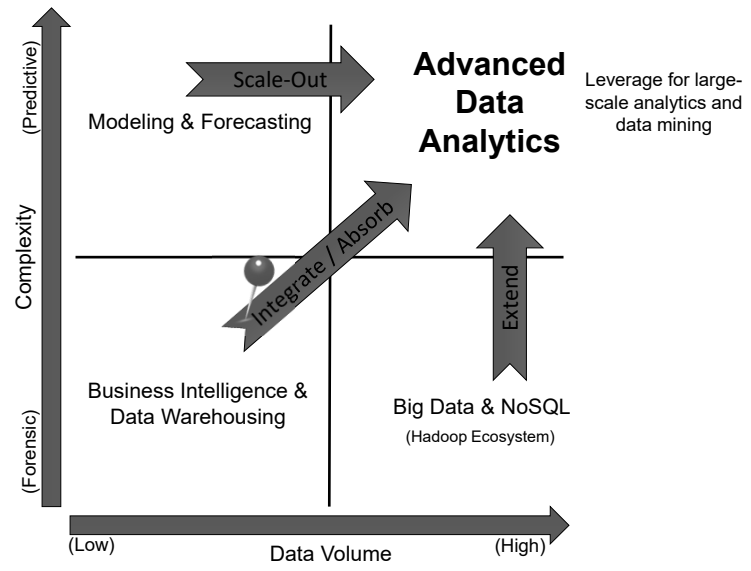 (Predictive)
Complexity
(Forensic)
Scale-Out
Modeling & Forecasting
Advanced
Data
Analytics
Leverage for large-
scale analytics and
data mining
Integrate / Absorb
Extend
Business Intelligence &
Data Warehousing
Big Data & NoSQL
(Hadoop Ecosystem)
(Low)
Data Volume
(High)